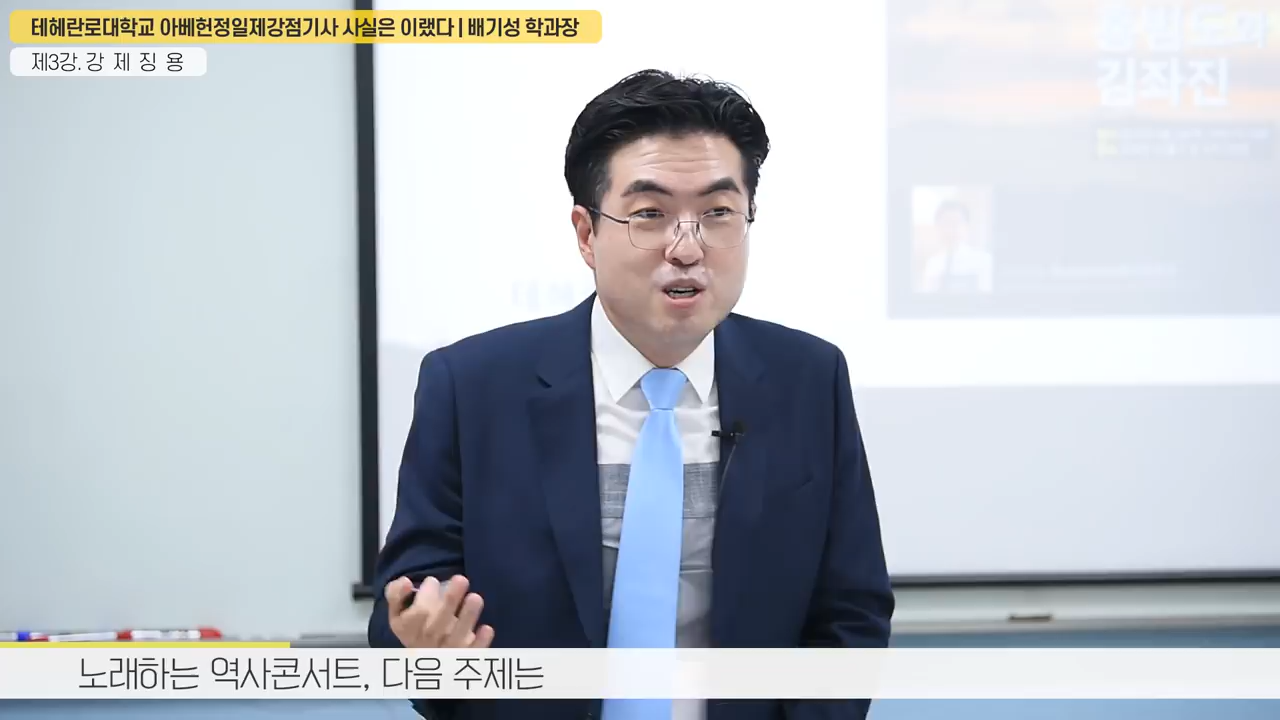 테헤란로대학교 아베헌정일제강점기사 사실은 이랬다 | 배기성 학과장
제3강. 강 제 징 용
김좌진
노래하는 역사콘서트, 다음 주제는